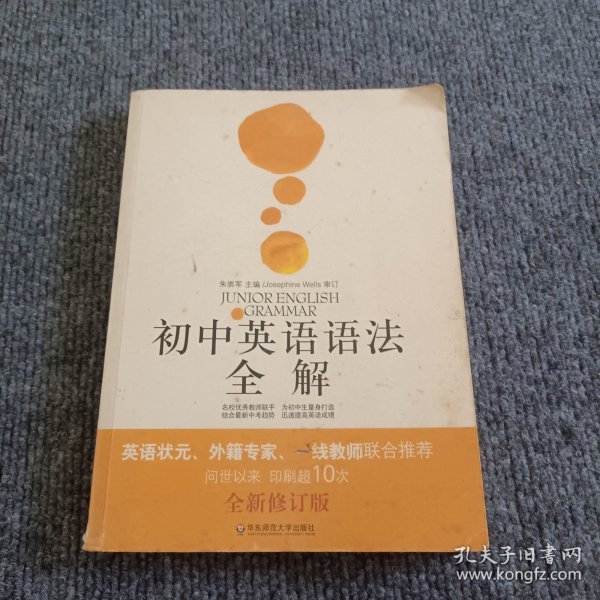 朱崇军 主编/Josephine Wells 审订
JUNIOR ENGLISH
GRAMMAR
初中英语语法
全解
名校优秀教师联手 为初中生量身打造
结合最新中考趋势 迅速提高英语成绩
英语状元、外籍专家、一线教师联合推荐
问世以来 印刷超10次
全新修订版
华东师范大学出版社
孔夫子旧书网
www.kongfz.com